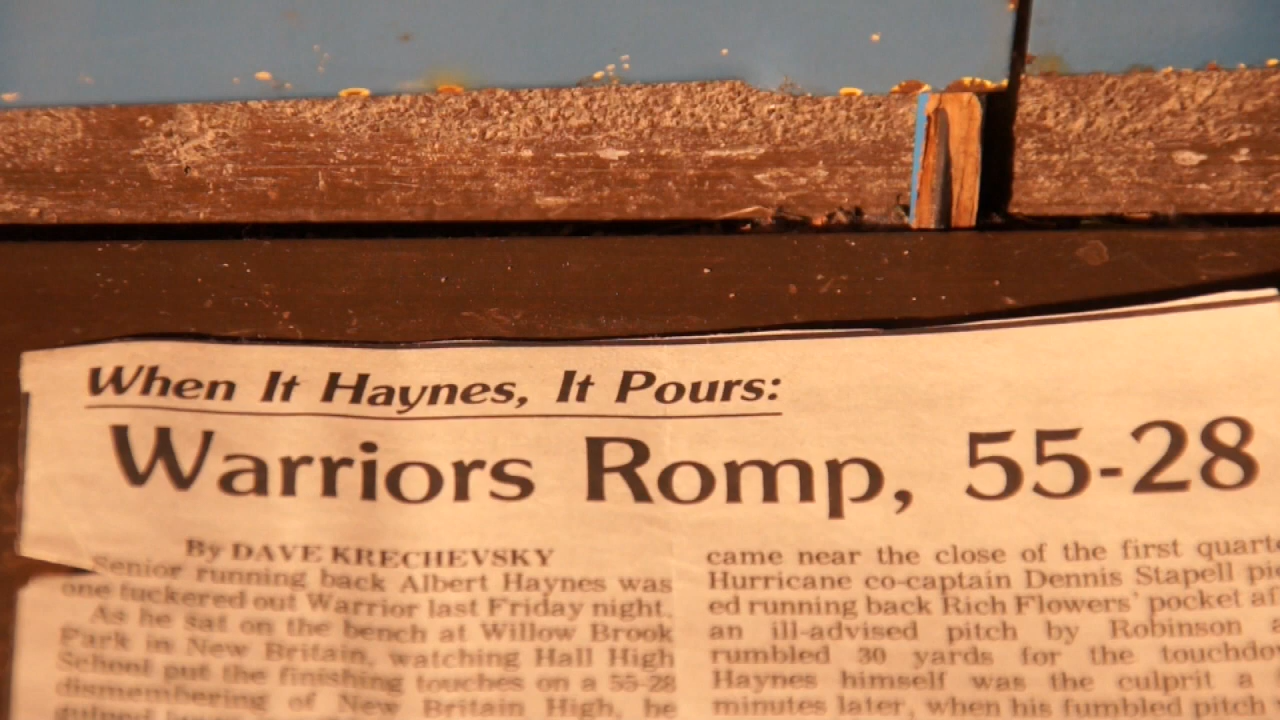 When It Haynes, It Pours:
Warriors Romp, 55-28
By DAVE KRECHEVSKY
Senior running back Albert Haynes was
one tuckered out Warrior last Friday night.
As he sat on the bench at Willow Brook
Park in New Britain, watching Hall High
School put the finishing touches on a 55-28
dismembering of New Britain High, he
came near the close of the first quarte
Hurricane co-captain Dennis Stapell pic
ed running back Rich Flowers' pocket af
an ill-advised pitch by Robinson a
rumbled 30 yards for the touchdo
Haynes himself was the culprit a
minutes later, when his fumbled pitch